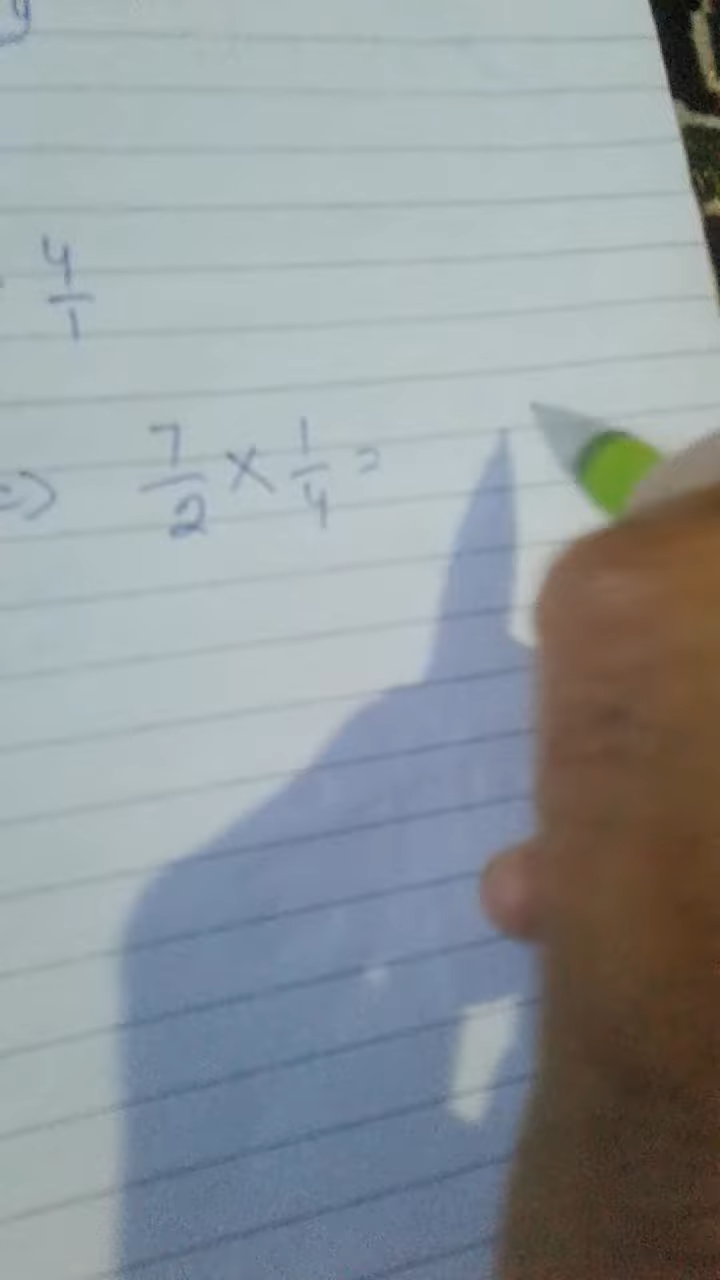 4/1
=> 7/2 × 1/4 =